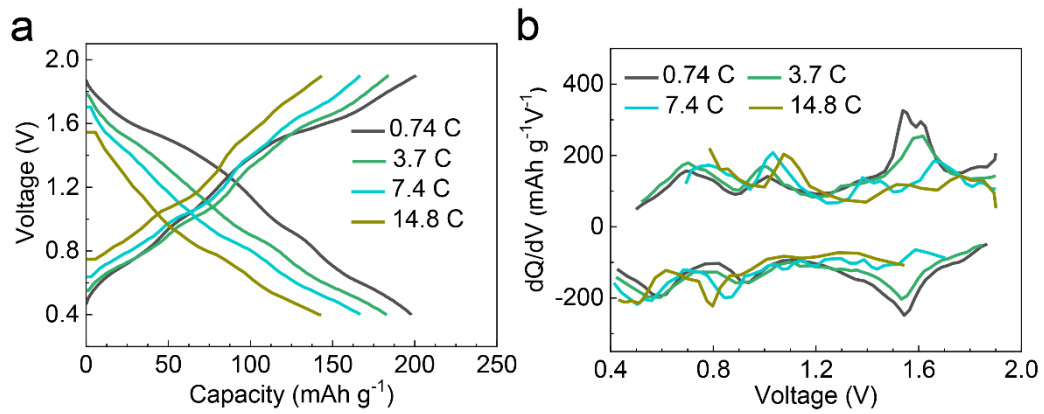 a
Voltage (V)
2.0
1.6
1.2
0.8
0.4
0.74 C
3.7 C
7.4 C
14.8 C
0 50 100 150 200 250
Capacity (mAh g⁻¹)
b
dQ/dV (mAh g⁻¹V⁻¹)
400
200
0
-200
0.74 C 3.7 C
7.4 C 14.8 C
0.4 0.8 1.2 1.6 2.0
Voltage (V)